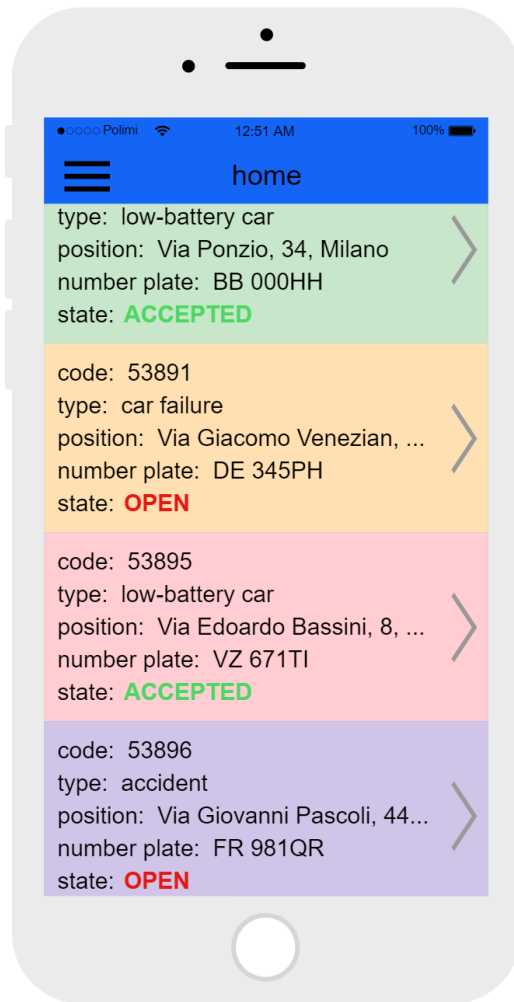 Polimi 12:51 AM 100%
home
type: low-battery car
position: Via Ponzio, 34, Milano
number plate: BB 000HH
state: ACCEPTED
code: 53891
type: car failure
position: Via Giacomo Venezian, ...
number plate: DE 345PH
state: OPEN
code: 53895
type: low-battery car
position: Via Edoardo Bassini, 8, ...
number plate: VZ 671TI
state: ACCEPTED
code: 53896
type: accident
position: Via Giovanni Pascoli, 44...
number plate: FR 981QR
state: OPEN